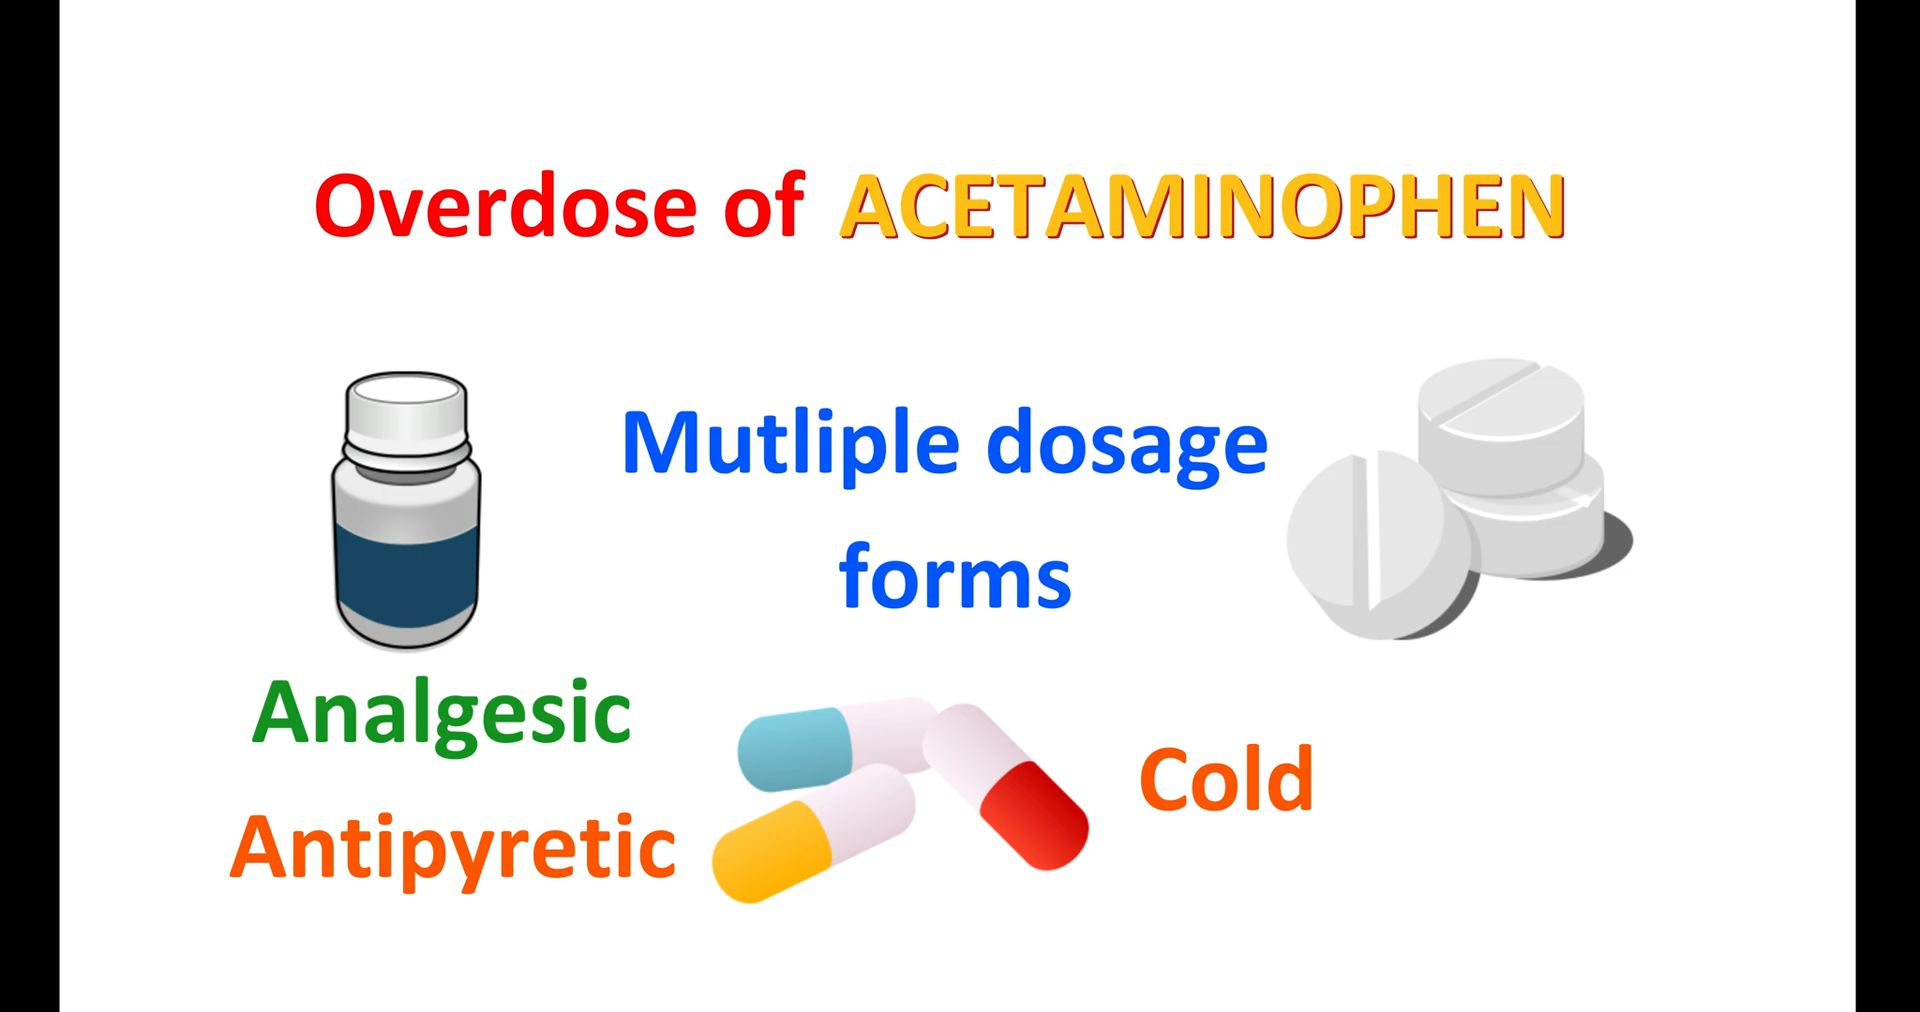 Overdose of ACETAMINOPHEN
Mutliple dosage
forms
Analgesic
Antipyretic
Cold